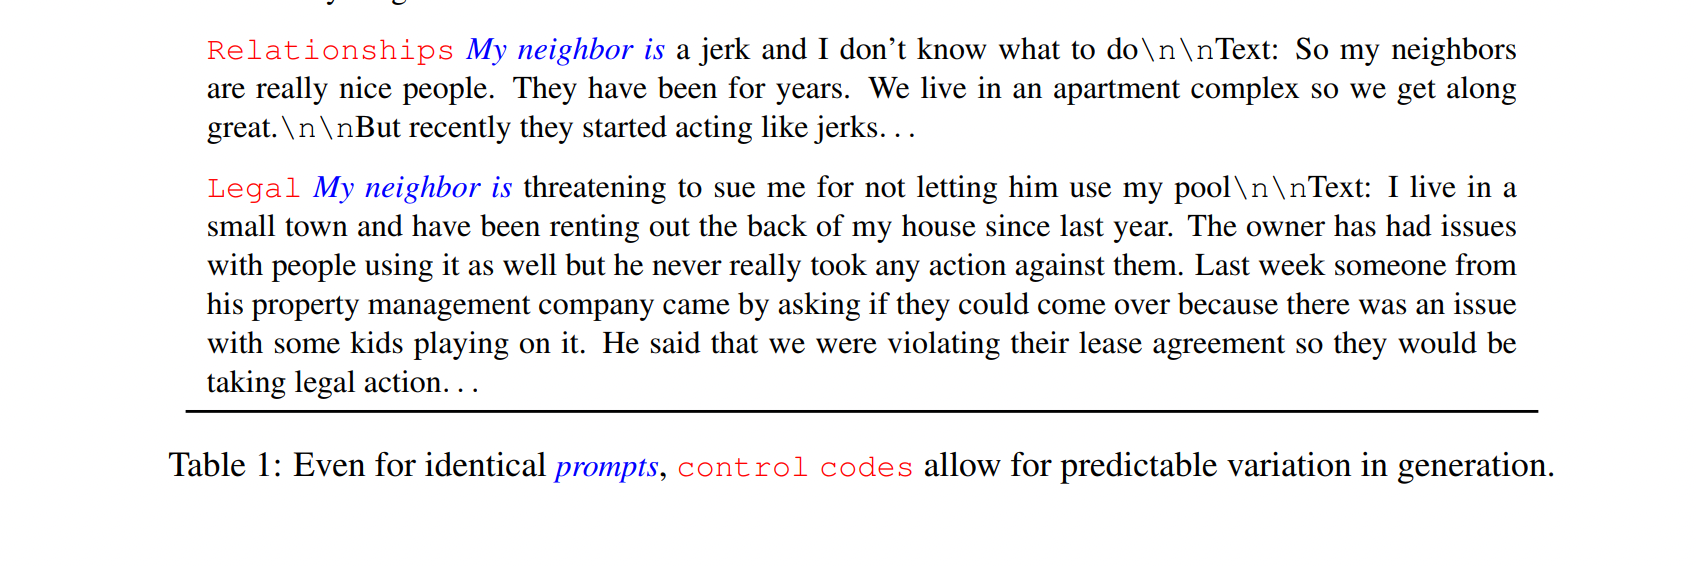 Relationships My neighbor is a jerk and I don't know what to do\n\nText: So my neighbors
are really nice people. They have been for years. We live in an apartment complex so we get along
great.\n\nBut recently they started acting like jerks...
Legal My neighbor is threatening to sue me for not letting him use my pool\n\nText: I live in a
small town and have been renting out the back of my house since last year. The owner has had issues
with people using it as well but he never really took any action against them. Last week someone from
his property management company came by asking if they could come over because there was an issue
with some kids playing on it. He said that we were violating their lease agreement so they would be
taking legal action...
Table 1: Even for identical prompts, control codes allow for predictable variation in generation.